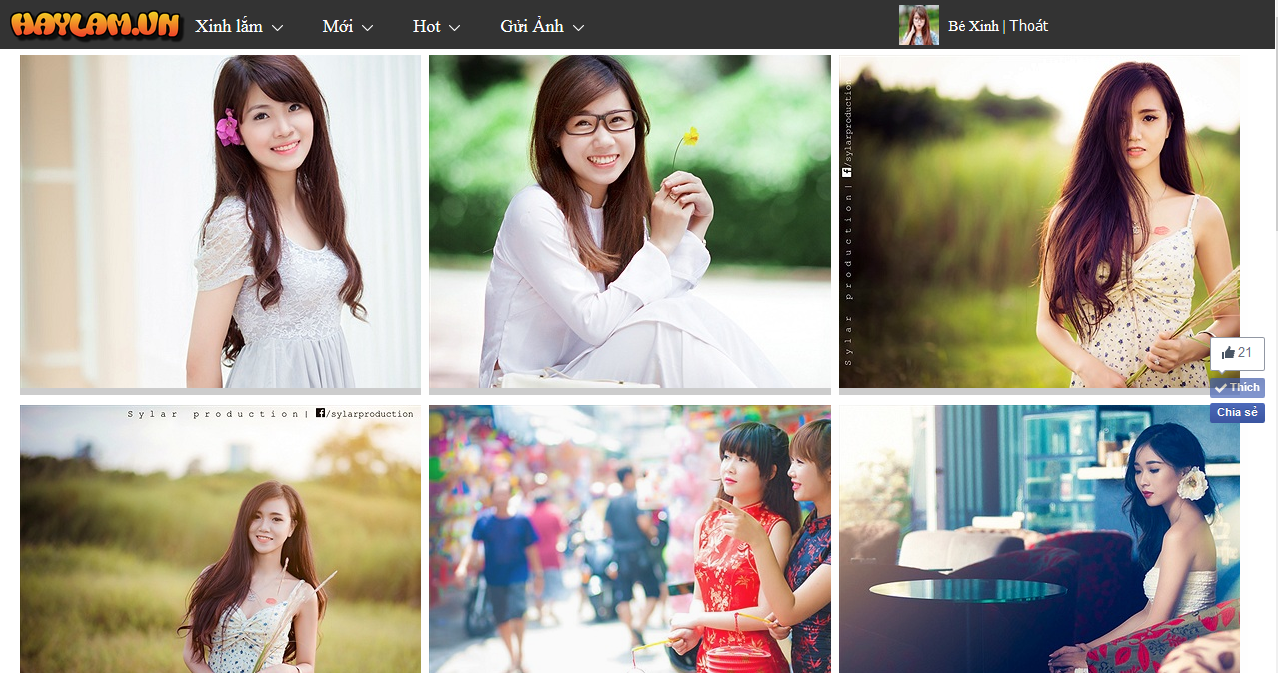 HAYLAM.VN
Xinh lắm
Mới
Hot
Gửi Ảnh
Bé Xinh | Thoát
Sylar production| f/sylarproduction
21
Thích
Chia sẻ
Sylar production| f/sylarproduction